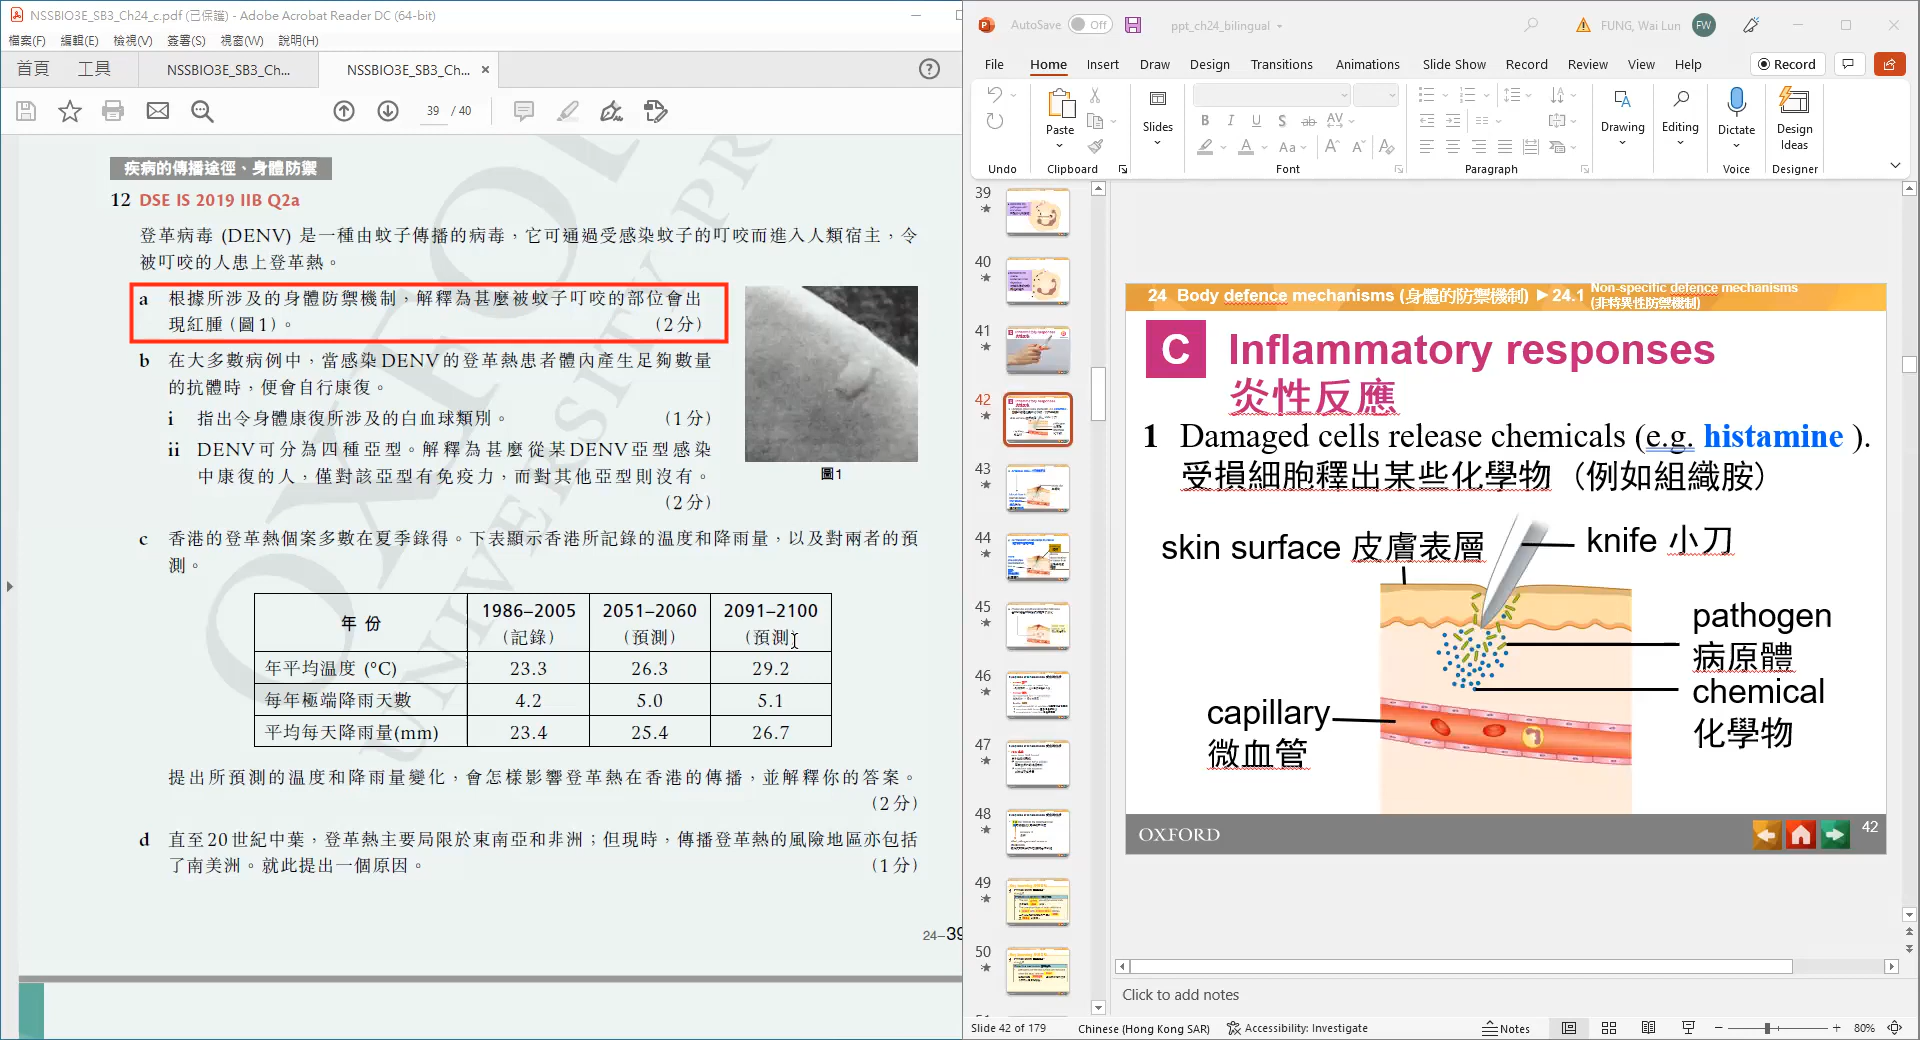 NSSBIO3E_SB3_Ch24_c.pdf (已保護) - Adobe Acrobat Reader DC (64-bit)
檔案(F) 編輯(E) 檢視(V) 簽署(S) 視窗(W) 說明(H)
首頁 工具 NSSBIO3E_SB3_Ch... NSSBIO3E_SB3_Ch... ×
39 / 40
疾病的傳播途徑、身體防禦
12 DSE IS 2019 IIB Q2a
登革病毒 (DENV) 是一種由蚊子傳播的病毒，它可通過受感染蚊子的叮咬而進入人類宿主，令
被叮咬的人患上登革熱。
a 根據所涉及的身體防禦機制，解釋為甚麼被蚊子叮咬的部位會出
現紅腫（圖1）。 （2分）
b 在大多數病例中，當感染DENV的登革熱患者體內產生足夠數量
的抗體時，便會自行康復。
i 指出令身體康復所涉及的白血球類別。 （1分）
ii DENV可分為四種亞型。解釋為甚麼從某DENV亞型感染
中康復的人，僅對該亞型有免疫力，而對其他亞型則沒有。
（2分）
圖1
c 香港的登革熱個案多數在夏季錄得。下表顯示香港所記錄的温度和降雨量，以及對兩者的預
測。
年份 1986–2005（記錄） 2051–2060（預測） 2091–2100（預測）
年平均温度 (°C) 23.3 26.3 29.2
每年極端降雨天數 4.2 5.0 5.1
平均每天降雨量(mm) 23.4 25.4 26.7
提出所預測的温度和降雨量變化，會怎樣影響登革熱在香港的傳播，並解釋你的答案。
（2分）
d 直至20世紀中葉，登革熱主要局限於東南亞和非洲；但現時，傳播登革熱的風險地區亦包括
了南美洲。就此提出一個原因。 （1分）
24–39
OXFORD
UNIVERSITY PR
AutoSave Off ppt_ch24_bilingual FUNG, Wai Lun FW
File Home Insert Draw Design Transitions Animations Slide Show Record Review View Help Record
Paste Slides Drawing Editing Dictate Design Ideas
B I U S ab AV
A Aa A A A
Undo Clipboard Font Paragraph Voice Designer
39
40
41
42
43
44
45
46
47
48
49
50
24 Body defence mechanisms (身體的防禦機制) ▶ 24.1 Non-specific defence mechanisms
(非特異性防禦機制)
C Inflammatory responses
炎性反應
1 Damaged cells release chemicals (e.g. histamine ).
受損細胞釋出某些化學物（例如組織胺）
skin surface 皮膚表層
knife 小刀
pathogen
病原體
chemical
化學物
capillary
微血管
OXFORD 42
Click to add notes
Slide 42 of 179 Chinese (Hong Kong SAR) Accessibility: Investigate Notes 80%